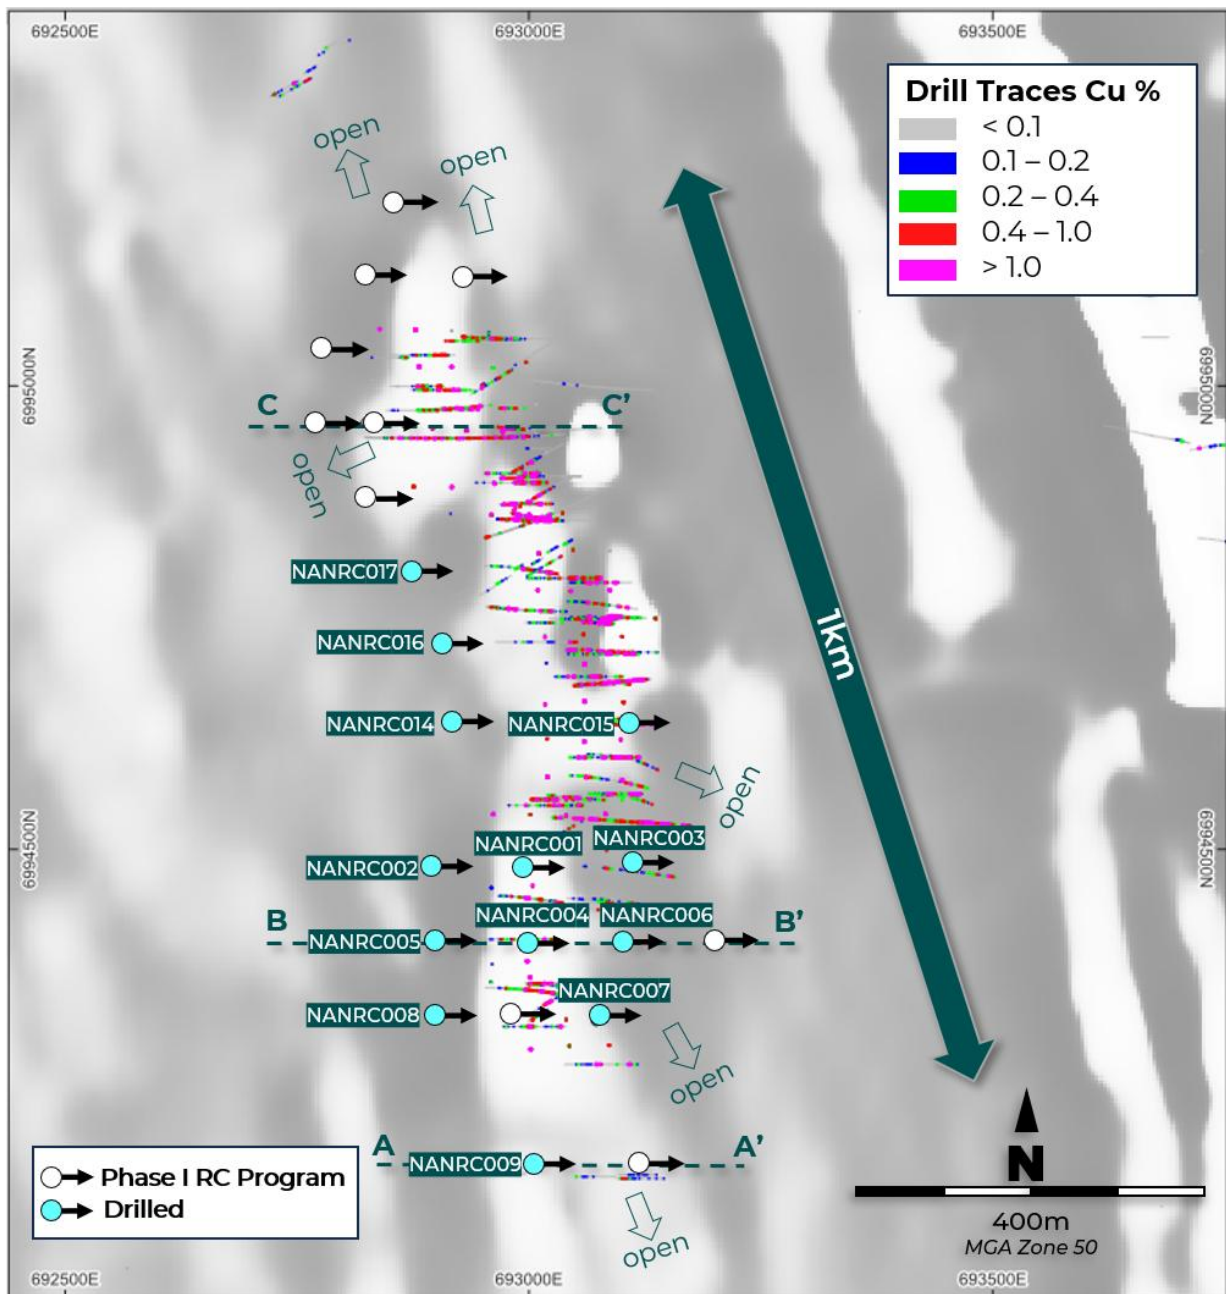 692500E
693000E
693500E
Drill Traces Cu %
< 0.1
0.1 – 0.2
0.2 – 0.4
0.4 – 1.0
> 1.0
open
open
6995000N
6995000N
C
C’
open
NANRC017
1km
NANRC016
NANRC014
NANRC015
open
6994500N
6994500N
NANRC001
NANRC003
NANRC002
NANRC004
NANRC006
B
B’
NANRC005
NANRC007
NANRC008
open
A
A’
NANRC009
N
Phase I RC Program
Drilled
400m
MGA Zone 50
open
692500E
693000E
693500E